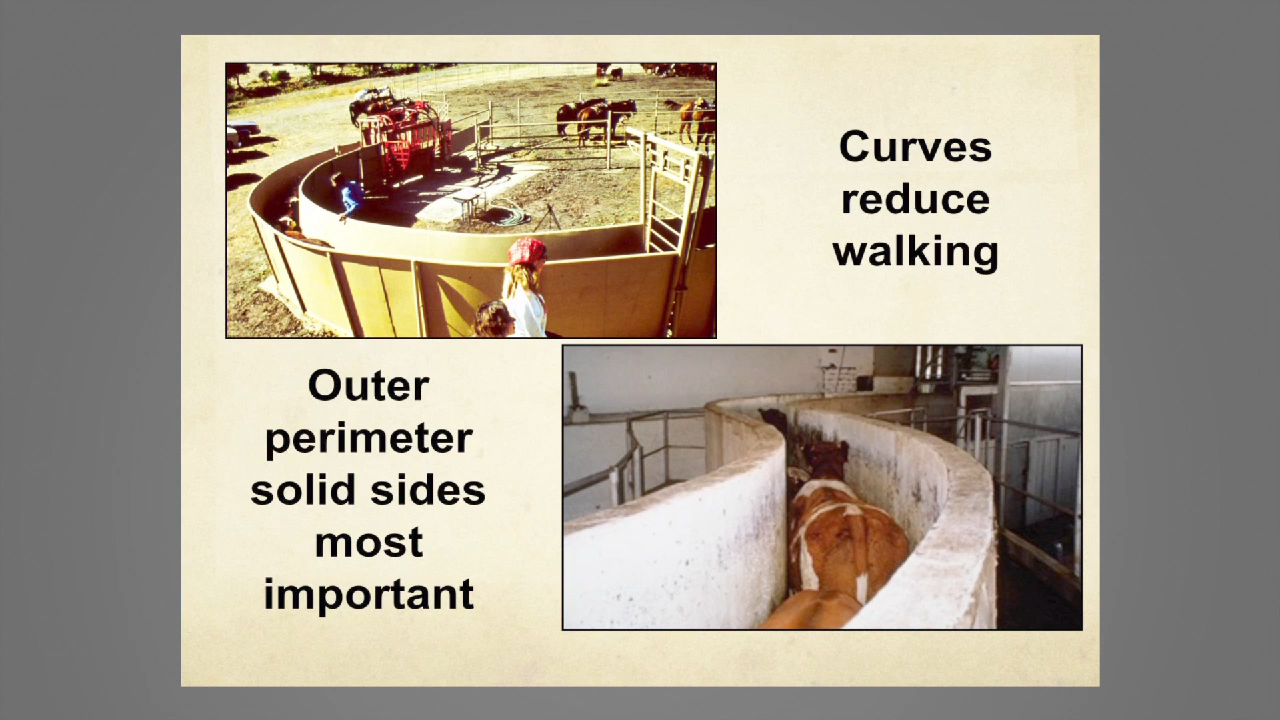 Curves
reduce
walking
Outer
perimeter
solid sides
most
important